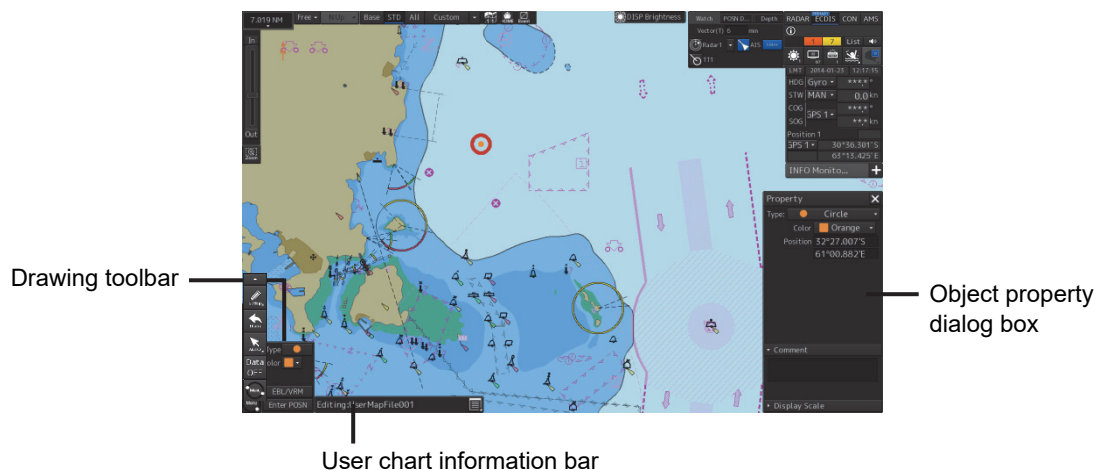 7.019 NM
Free
Base STD All Custom
DISP Brightness
Watch POSN D... Depth
Vector(T) 6 min
Radar1 AIS
TT1
RADAR ECDIS CON AMS
1 7 List
LMT 2014-01-25 12:17:15
HDG Gyro ***.* °
STW MAN 0.0 kn
COG ***.* °
GPS 1
SOG **.* kn
Position 1
GPS 1 30°36.301'S
63°13.425'E
INFO Monito... +
In
Out
Property X
Type: Circle
Color Orange
Position 32°27.007'S
61°00.882'E
Comment
Display Scale
Drawing toolbar
Object property
dialog box
Type
Color
Data
OFF
EBL/VRM
Menu Enter POSN
Editing:UserMapFile001
User chart information bar